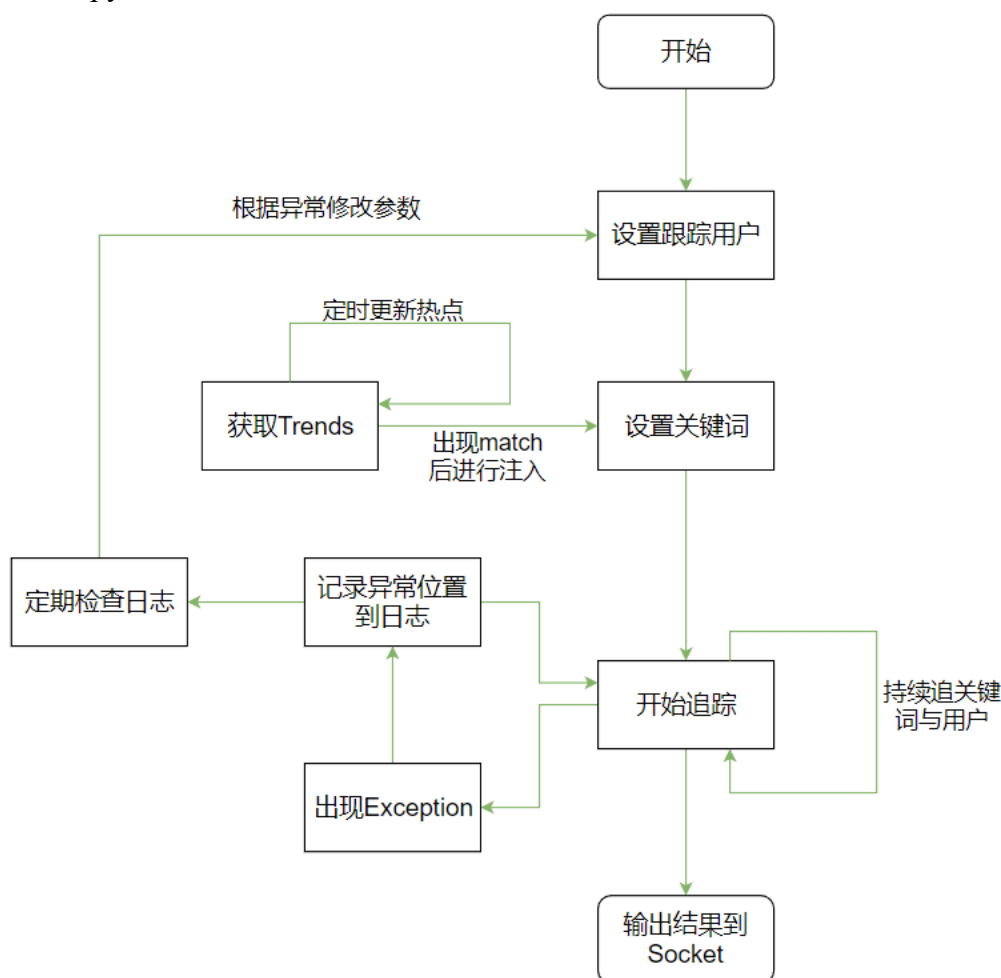 py
开始
根据异常修改参数
设置跟踪用户
定时更新热点
获取Trends
出现match
后进行注入
设置关键词
定期检查日志
记录异常位置
到日志
开始追踪
持续追关键
词与用户
出现Exception
输出结果到
Socket